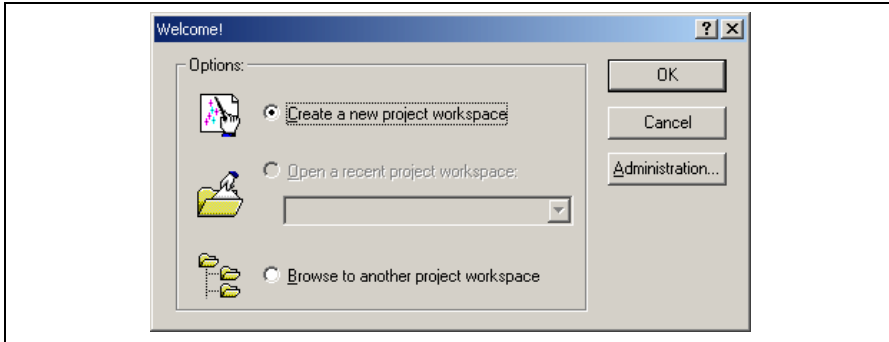 Welcome!
Options:
Create a new project workspace
Open a recent project workspace:
Browse to another project workspace
OK
Cancel
Administration...